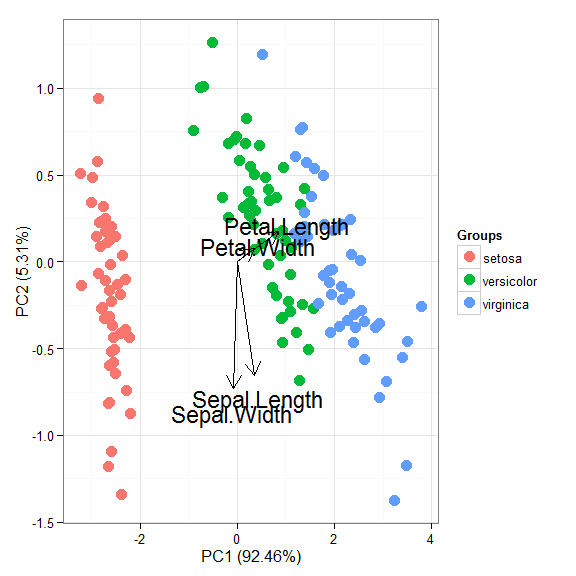 1.0
0.5
0.0
-0.5
-1.0
-1.5
PC2 (5.31%)
Petal.Length
Petal.Width
Sepal.Length
Sepal.Width
-2
0
2
4
PC1 (92.46%)
Groups
setosa
versicolor
virginica